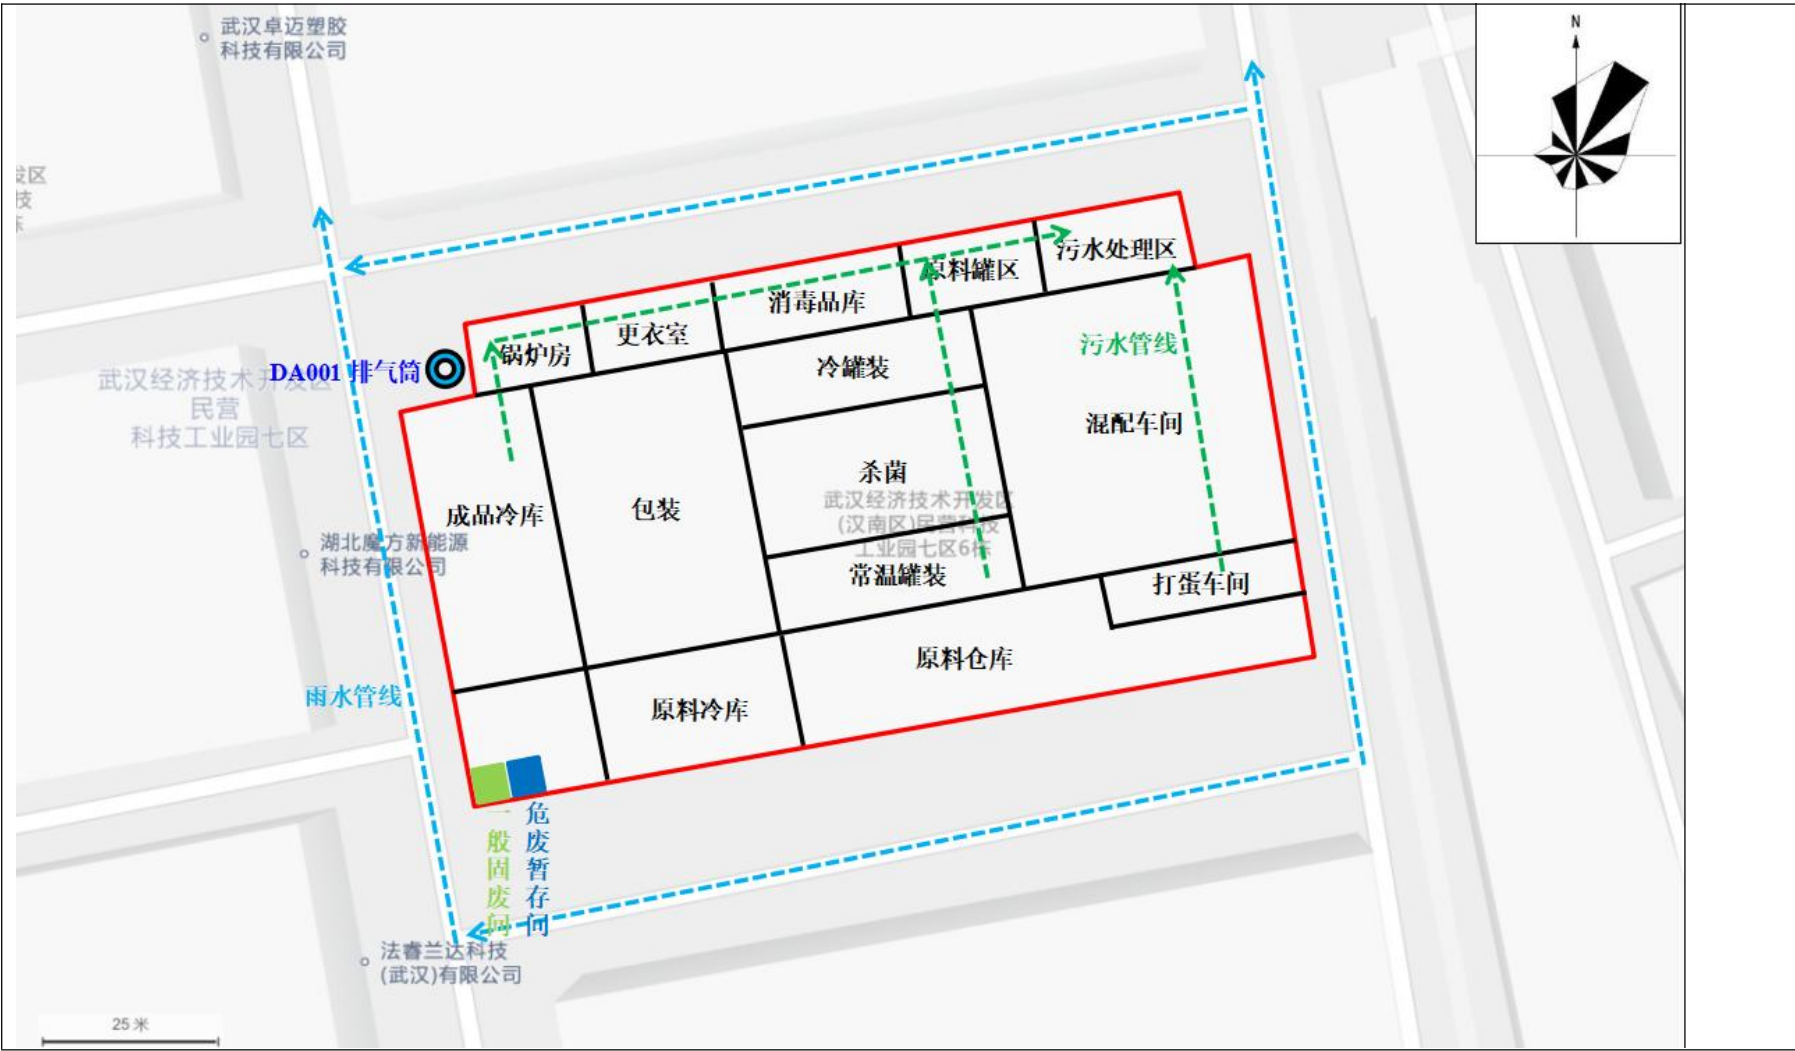 武汉卓迈塑胶
科技有限公司
N
发区
技
污水处理区
原料罐区
消毒品库
更衣室
锅炉房
污水管线
冷罐装
DA001 排气筒
武汉经济技术开发区
民营
科技工业园七区
混配车间
杀菌
武汉经济技术开发区
(汉南区)民营科技
工业园七区6栋
包装
成品冷库
湖北魔方新能源
科技有限公司
常温罐装
打蛋车间
原料仓库
雨水管线
原料冷库
一般固废间
危废暂存间
法睿兰达科技
(武汉)有限公司
25 米